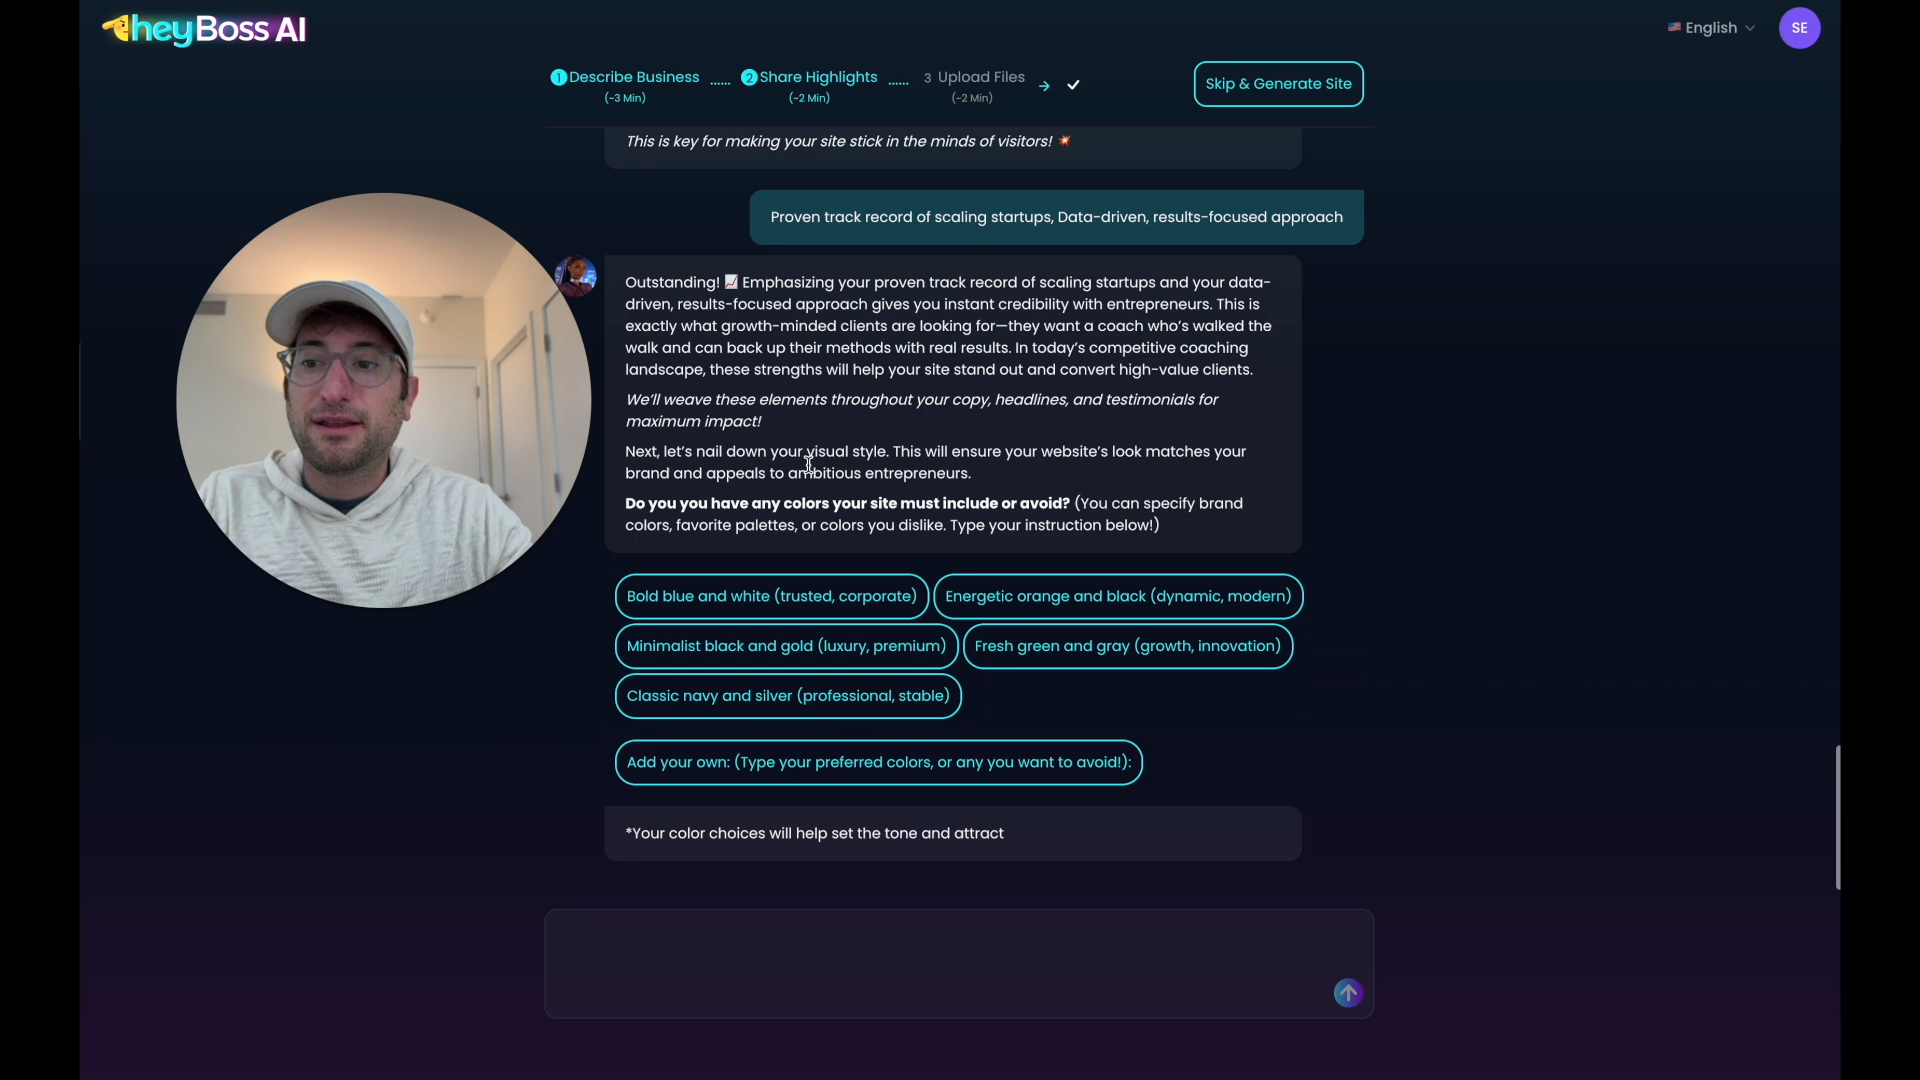 heyBoss AI
English
SE
1 Describe Business ...... 2 Share Highlights ...... 3 Upload Files
(~3 Min) (~2 Min) (~2 Min)
Skip & Generate Site
This is key for making your site stick in the minds of visitors! 💥
Proven track record of scaling startups, Data-driven, results-focused approach
Outstanding! 📈 Emphasizing your proven track record of scaling startups and your data-
driven, results-focused approach gives you instant credibility with entrepreneurs. This is
exactly what growth-minded clients are looking for—they want a coach who's walked the
walk and can back up their methods with real results. In today's competitive coaching
landscape, these strengths will help your site stand out and convert high-value clients.
We'll weave these elements throughout your copy, headlines, and testimonials for
maximum impact!
Next, let's nail down your visual style. This will ensure your website's look matches your
brand and appeals to ambitious entrepreneurs.
Do you you have any colors your site must include or avoid? (You can specify brand
colors, favorite palettes, or colors you dislike. Type your instruction below!)
Bold blue and white (trusted, corporate)
Energetic orange and black (dynamic, modern)
Minimalist black and gold (luxury, premium)
Fresh green and gray (growth, innovation)
Classic navy and silver (professional, stable)
Add your own: (Type your preferred colors, or any you want to avoid!):
*Your color choices will help set the tone and attract